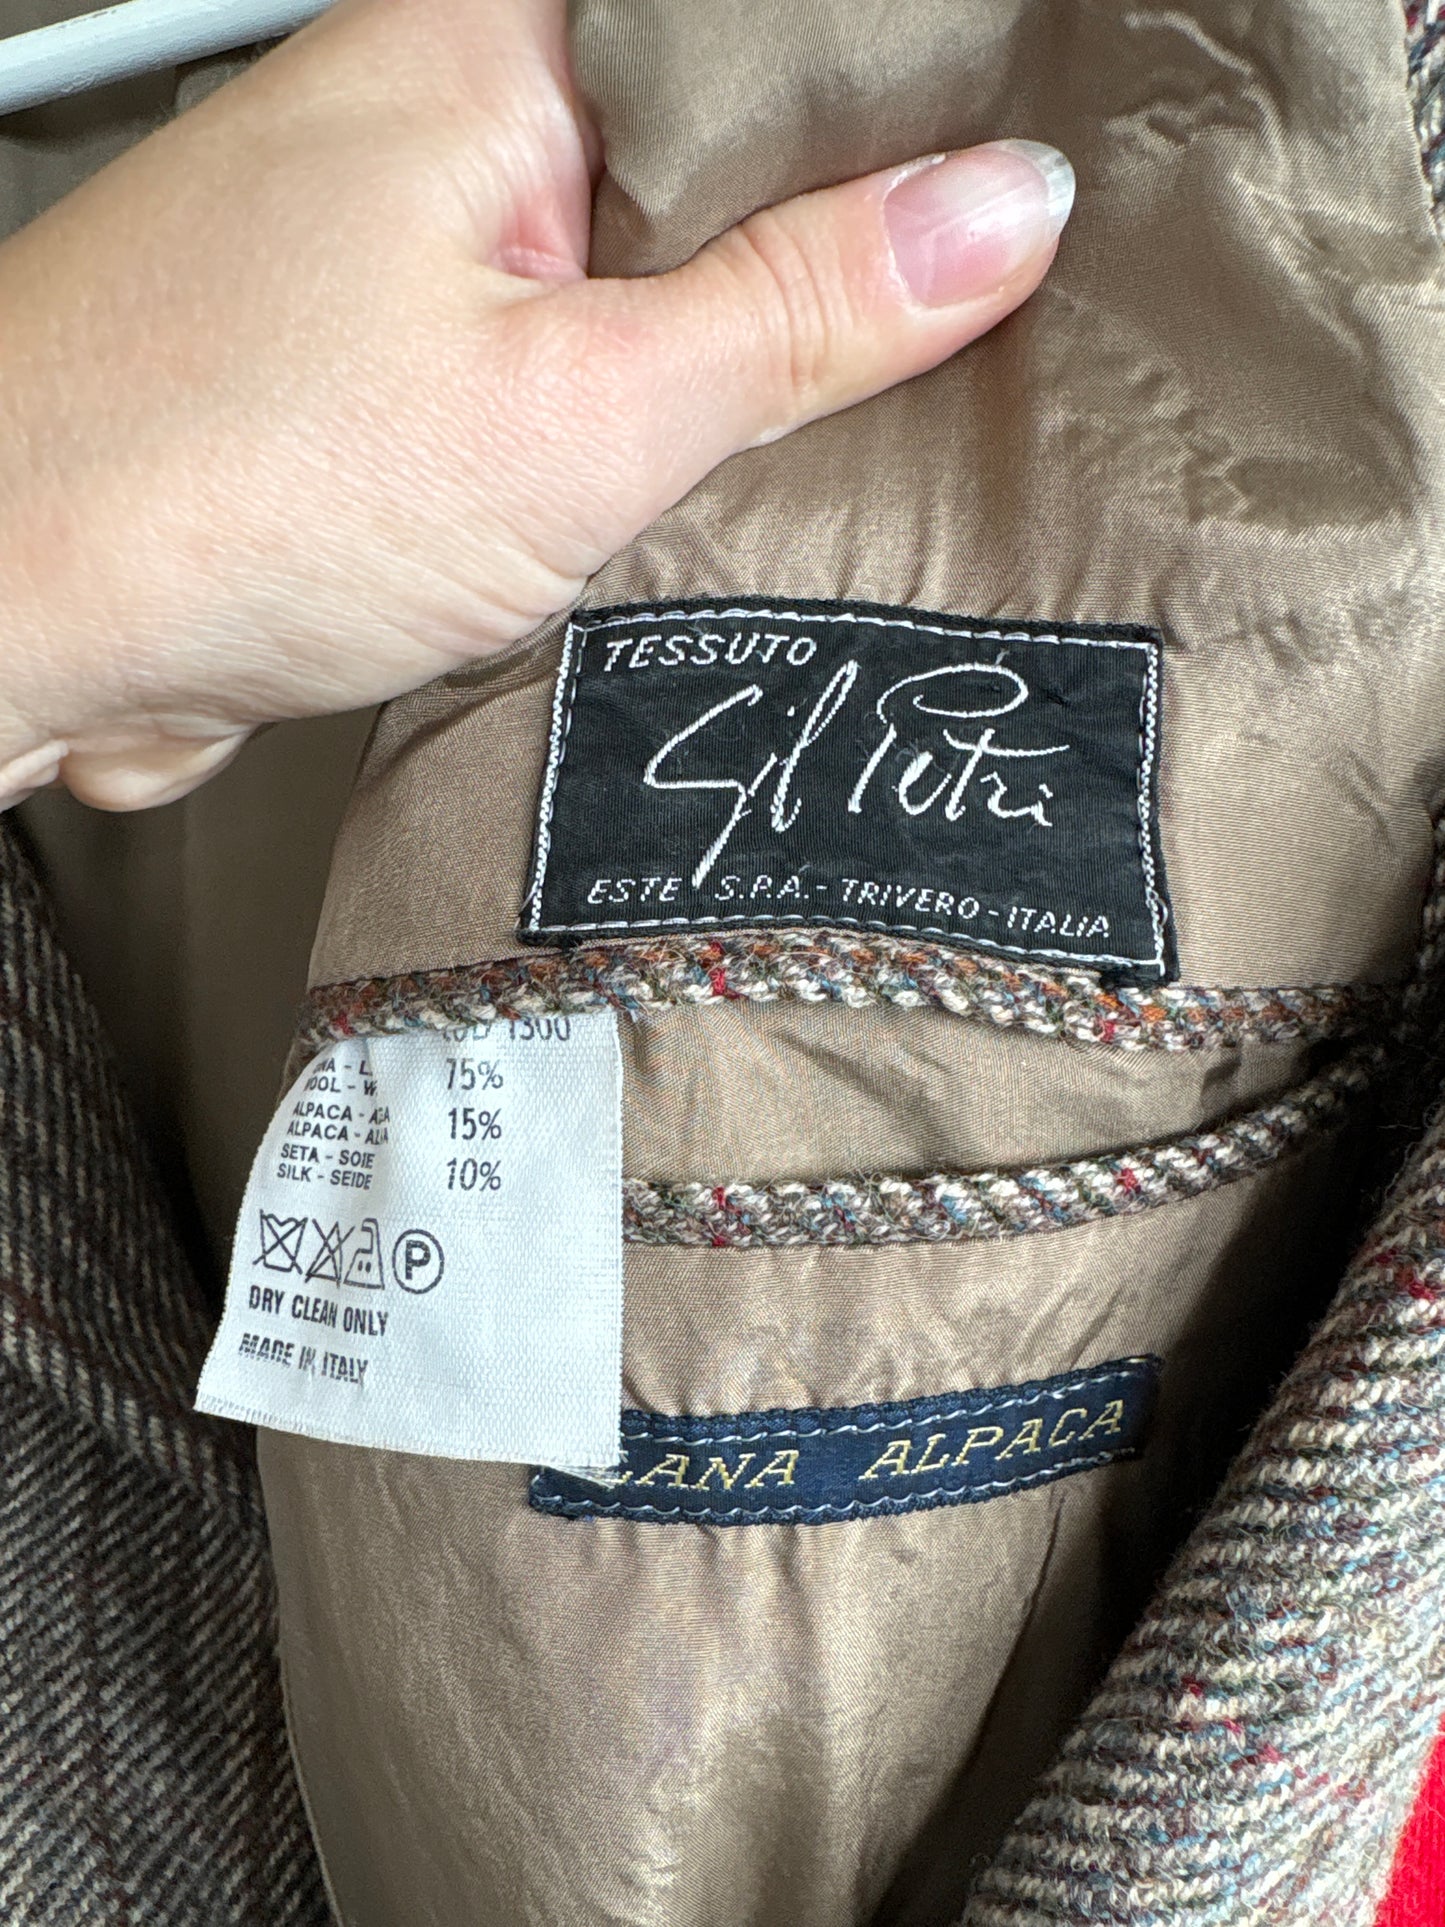 TESSUTO
Gil Petri
ESTE S.P.A. - TRIVERO - ITALIA
1300
75%
ALPACA
15%
ALPACA
SETA - SOIE
SILK - SEIDE 10%
P
DRY CLEAN ONLY
MADE IN ITALY
LANA ALPACA